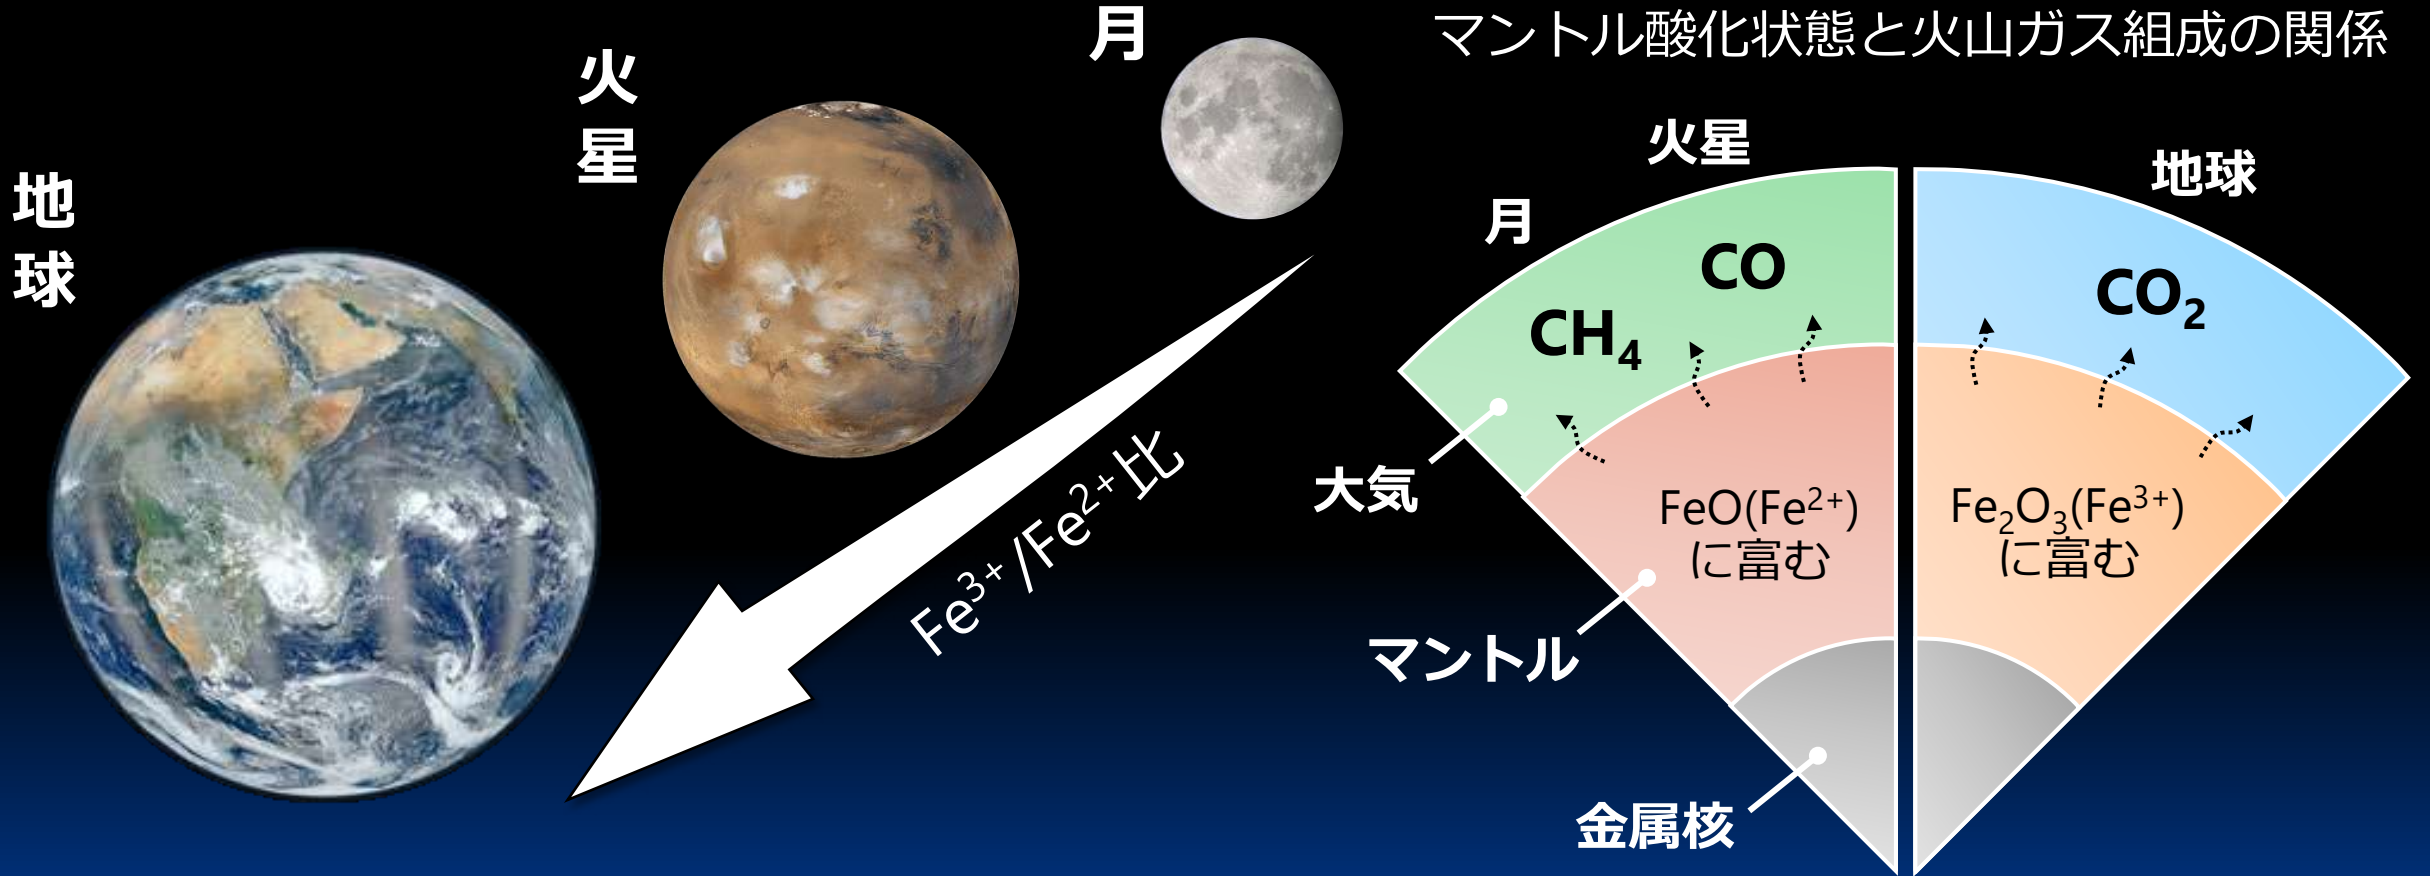 地球
火星
月
Fe³⁺/Fe²⁺比
マントル酸化状態と火山ガス組成の関係
月
火星
地球
CH₄
CO
CO₂
大気
マントル
金属核
FeO(Fe²⁺)
に富む
Fe₂O₃(Fe³⁺)
に富む